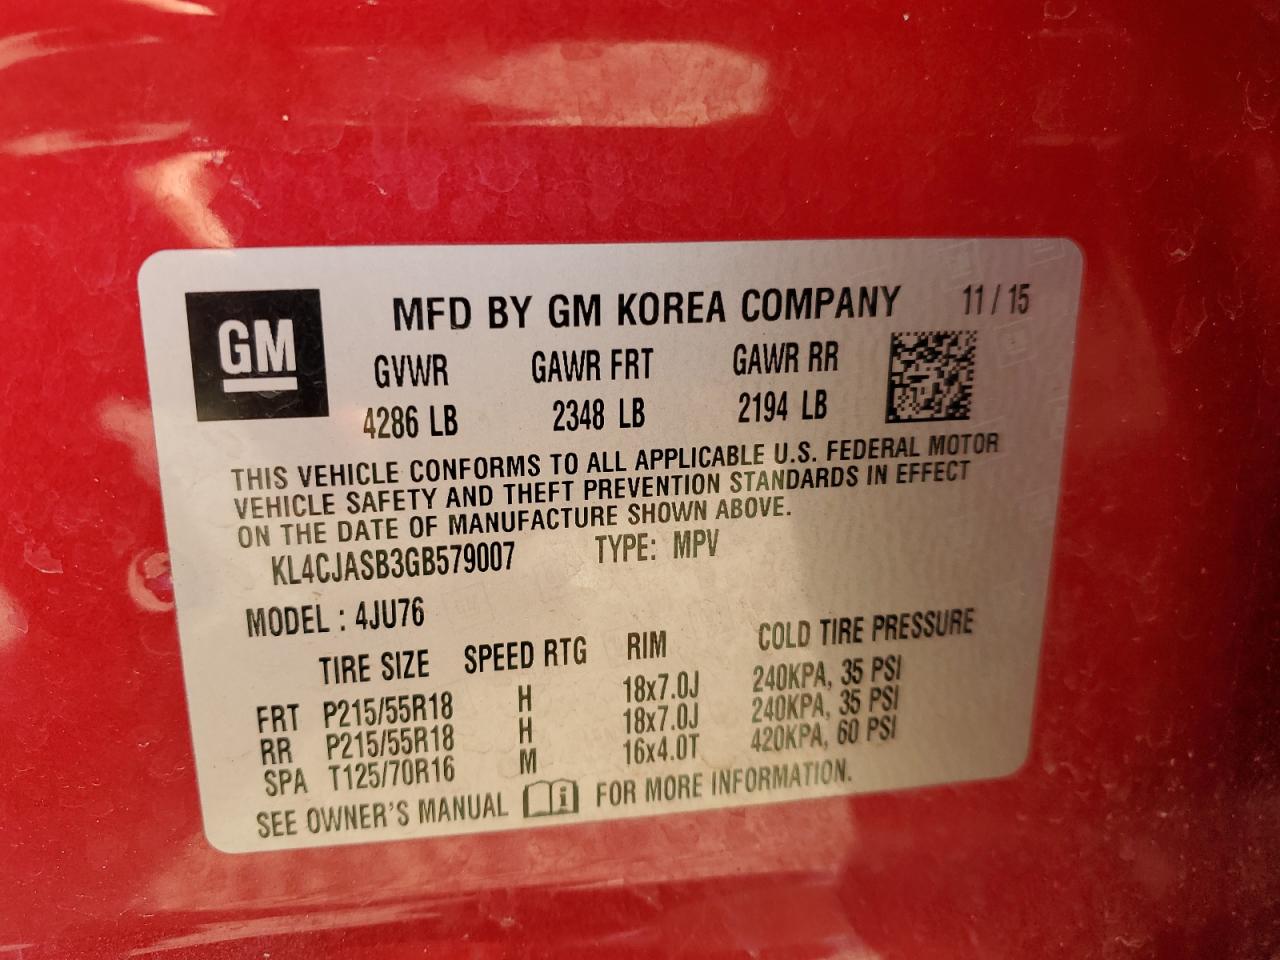 GM
MFD BY GM KOREA COMPANY 11 / 15
GVWR GAWR FRT GAWR RR
4286 LB 2348 LB 2194 LB
THIS VEHICLE CONFORMS TO ALL APPLICABLE U.S. FEDERAL MOTOR
VEHICLE SAFETY AND THEFT PREVENTION STANDARDS IN EFFECT
ON THE DATE OF MANUFACTURE SHOWN ABOVE.
KL4CJASB3GB579007 TYPE: MPV
MODEL : 4JU76
TIRE SIZE SPEED RTG RIM COLD TIRE PRESSURE
FRT P215/55R18 H 18x7.0J 240KPA, 35 PSI
RR P215/55R18 H 18x7.0J 240KPA, 35 PSI
SPA T125/70R16 M 16x4.0T 420KPA, 60 PSI
SEE OWNER'S MANUAL i FOR MORE INFORMATION.